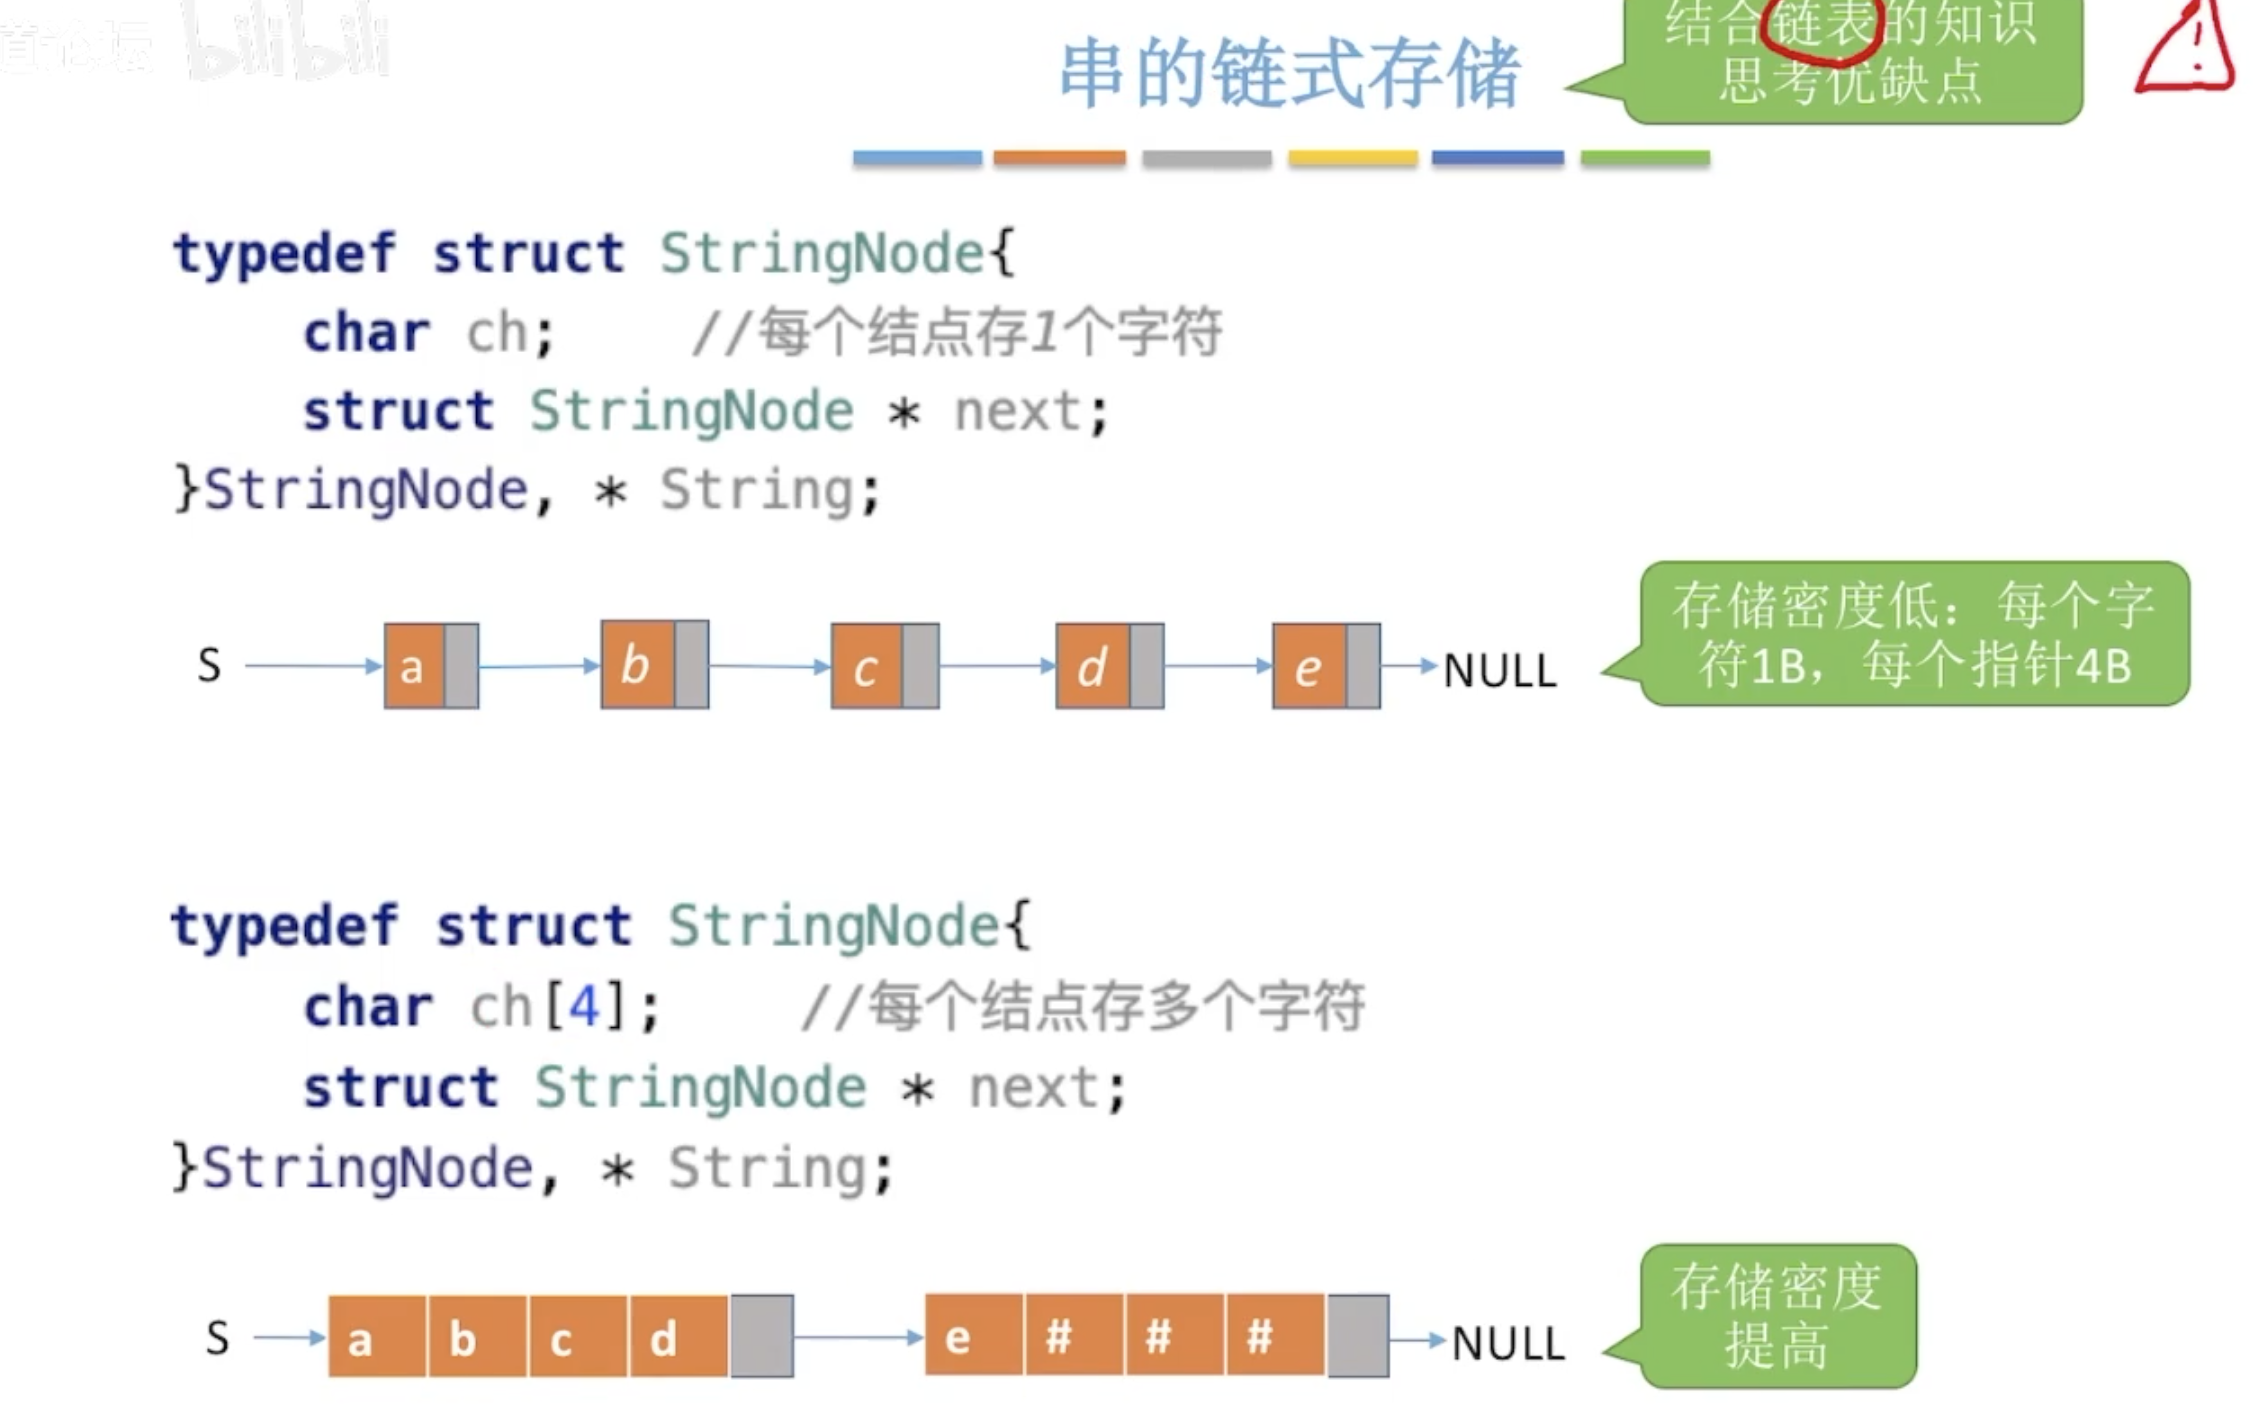 道论坛 bilibili
串的链式存储
结合链表的知识
思考优缺点
typedef struct StringNode{
char ch; //每个结点存1个字符
struct StringNode * next;
}StringNode, * String;
S a b c d e NULL
存储密度低：每个字
符1B，每个指针4B
typedef struct StringNode{
char ch[4]; //每个结点存多个字符
struct StringNode * next;
}StringNode, * String;
S a b c d e # # # NULL
存储密度
提高